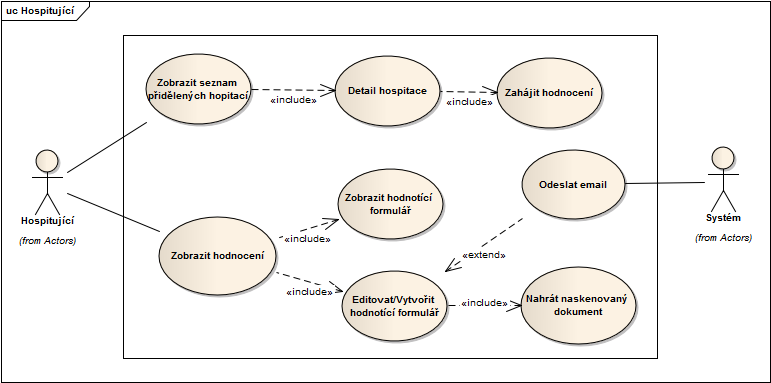 uc Hospitující
Zobrazit seznam
přidělených hopitací
«include»
Detail hospitace
«include»
Zahájit hodnocení
Hospitující
(from Actors)
Zobrazit hodnotící
formulář
Odeslat email
Systém
(from Actors)
Zobrazit hodnocení
«include»
«extend»
«include»
Editovat/Vytvořit
hodnotící formulář
«include»
Nahrát naskenovaný
dokument